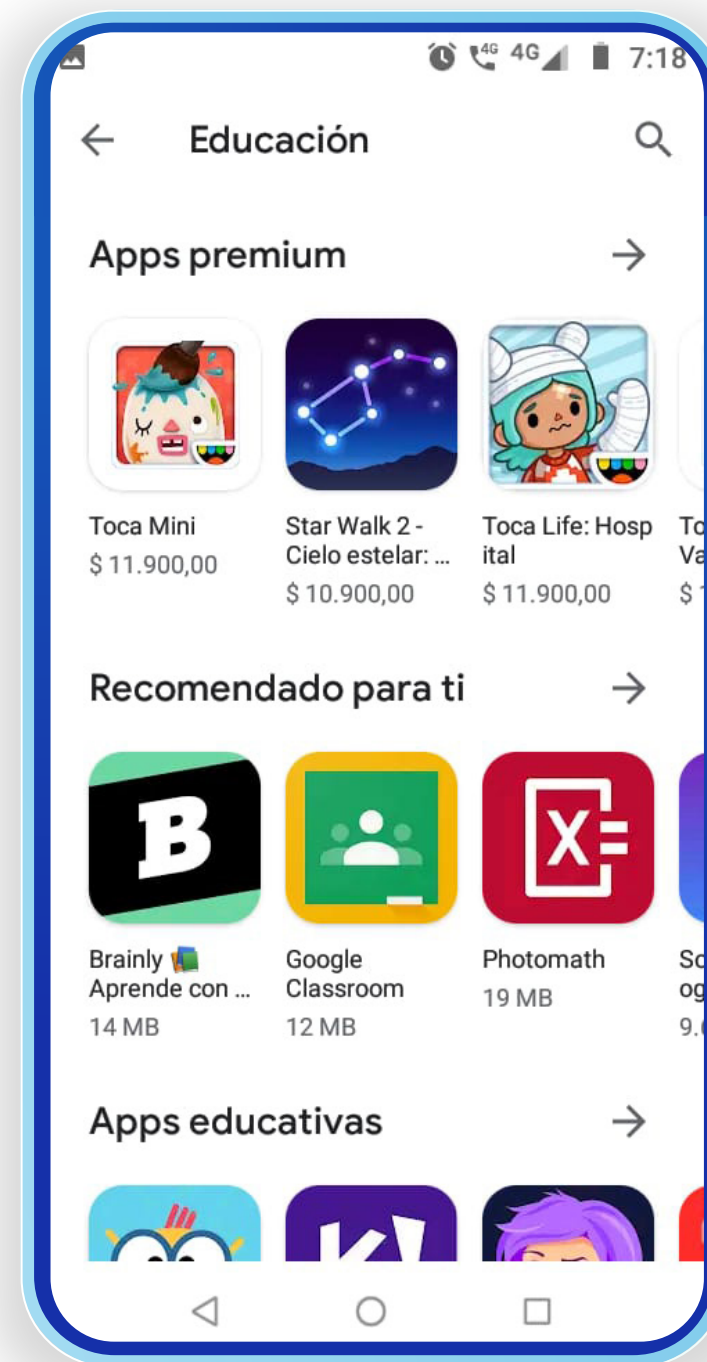 4G 4G 7:18
Educación
Apps premium
Toca Mini
$ 11.900,00
Star Walk 2 -
Cielo estelar: ...
$ 10.900,00
Toca Life: Hosp
ital
$ 11.900,00
Recomendado para ti
B
Brainly
Aprende con ...
14 MB
Google
Classroom
12 MB
X=
Photomath
19 MB
Apps educativas
K!